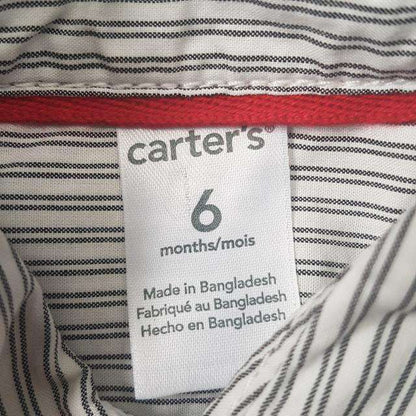 carter's®
6
months/mois
Made in Bangladesh
Fabriqué au Bangladesh
Hecho en Bangladesh